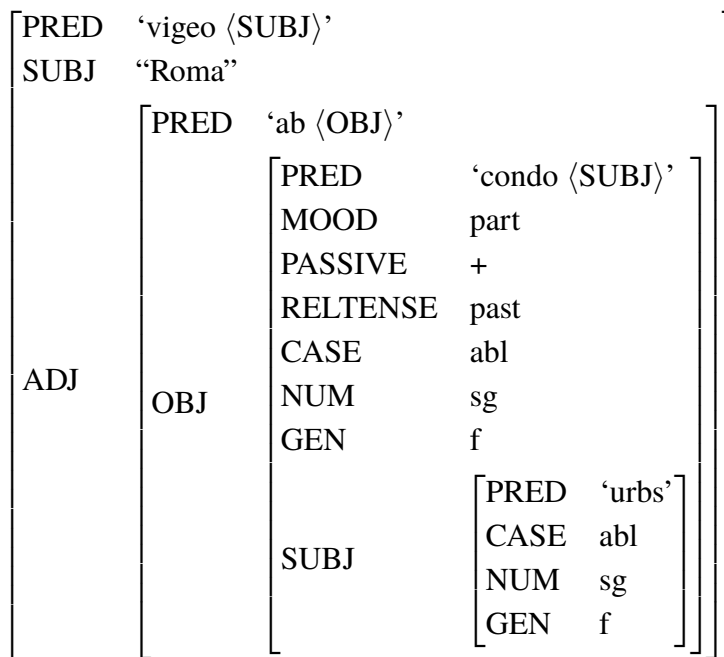 PRED ‘vigeo ⟨SUBJ⟩’
SUBJ “Roma”
PRED ‘ab ⟨OBJ⟩’
PRED ‘condo ⟨SUBJ⟩’
MOOD part
PASSIVE +
RELTENSE past
CASE abl
ADJ
OBJ
NUM sg
GEN f
PRED ‘urbs’
CASE abl
SUBJ
NUM sg
GEN f